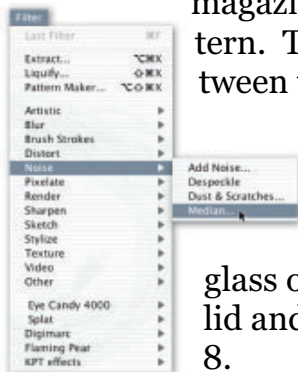 magazi
tern. T
tween
glass o
lid and
8.
Filter
Last Filter ⌘F
Extract... ⌥⌘X
Liquify... ⇧⌘X
Pattern Maker... ⌥⇧⌘X
Artistic
Blur
Brush Strokes
Distort
Noise
Pixelate
Render
Sharpen
Sketch
Stylize
Texture
Video
Other
Eye Candy 4000
Splat
Digimarc
Flaming Pear
KPT effects
Add Noise...
Despeckle
Dust & Scratches...
Median...